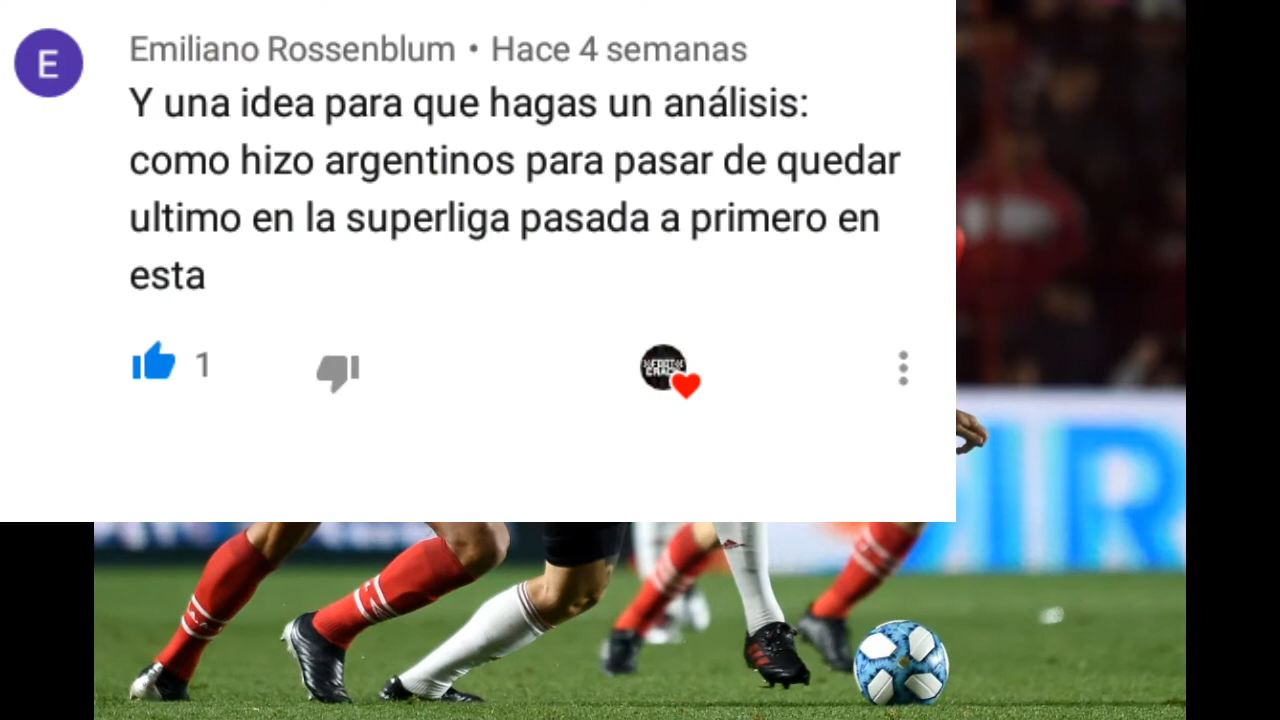 E
Emiliano Rossenblum • Hace 4 semanas
Y una idea para que hagas un análisis:
como hizo argentinos para pasar de quedar
ultimo en la superliga pasada a primero en
esta
1
IR